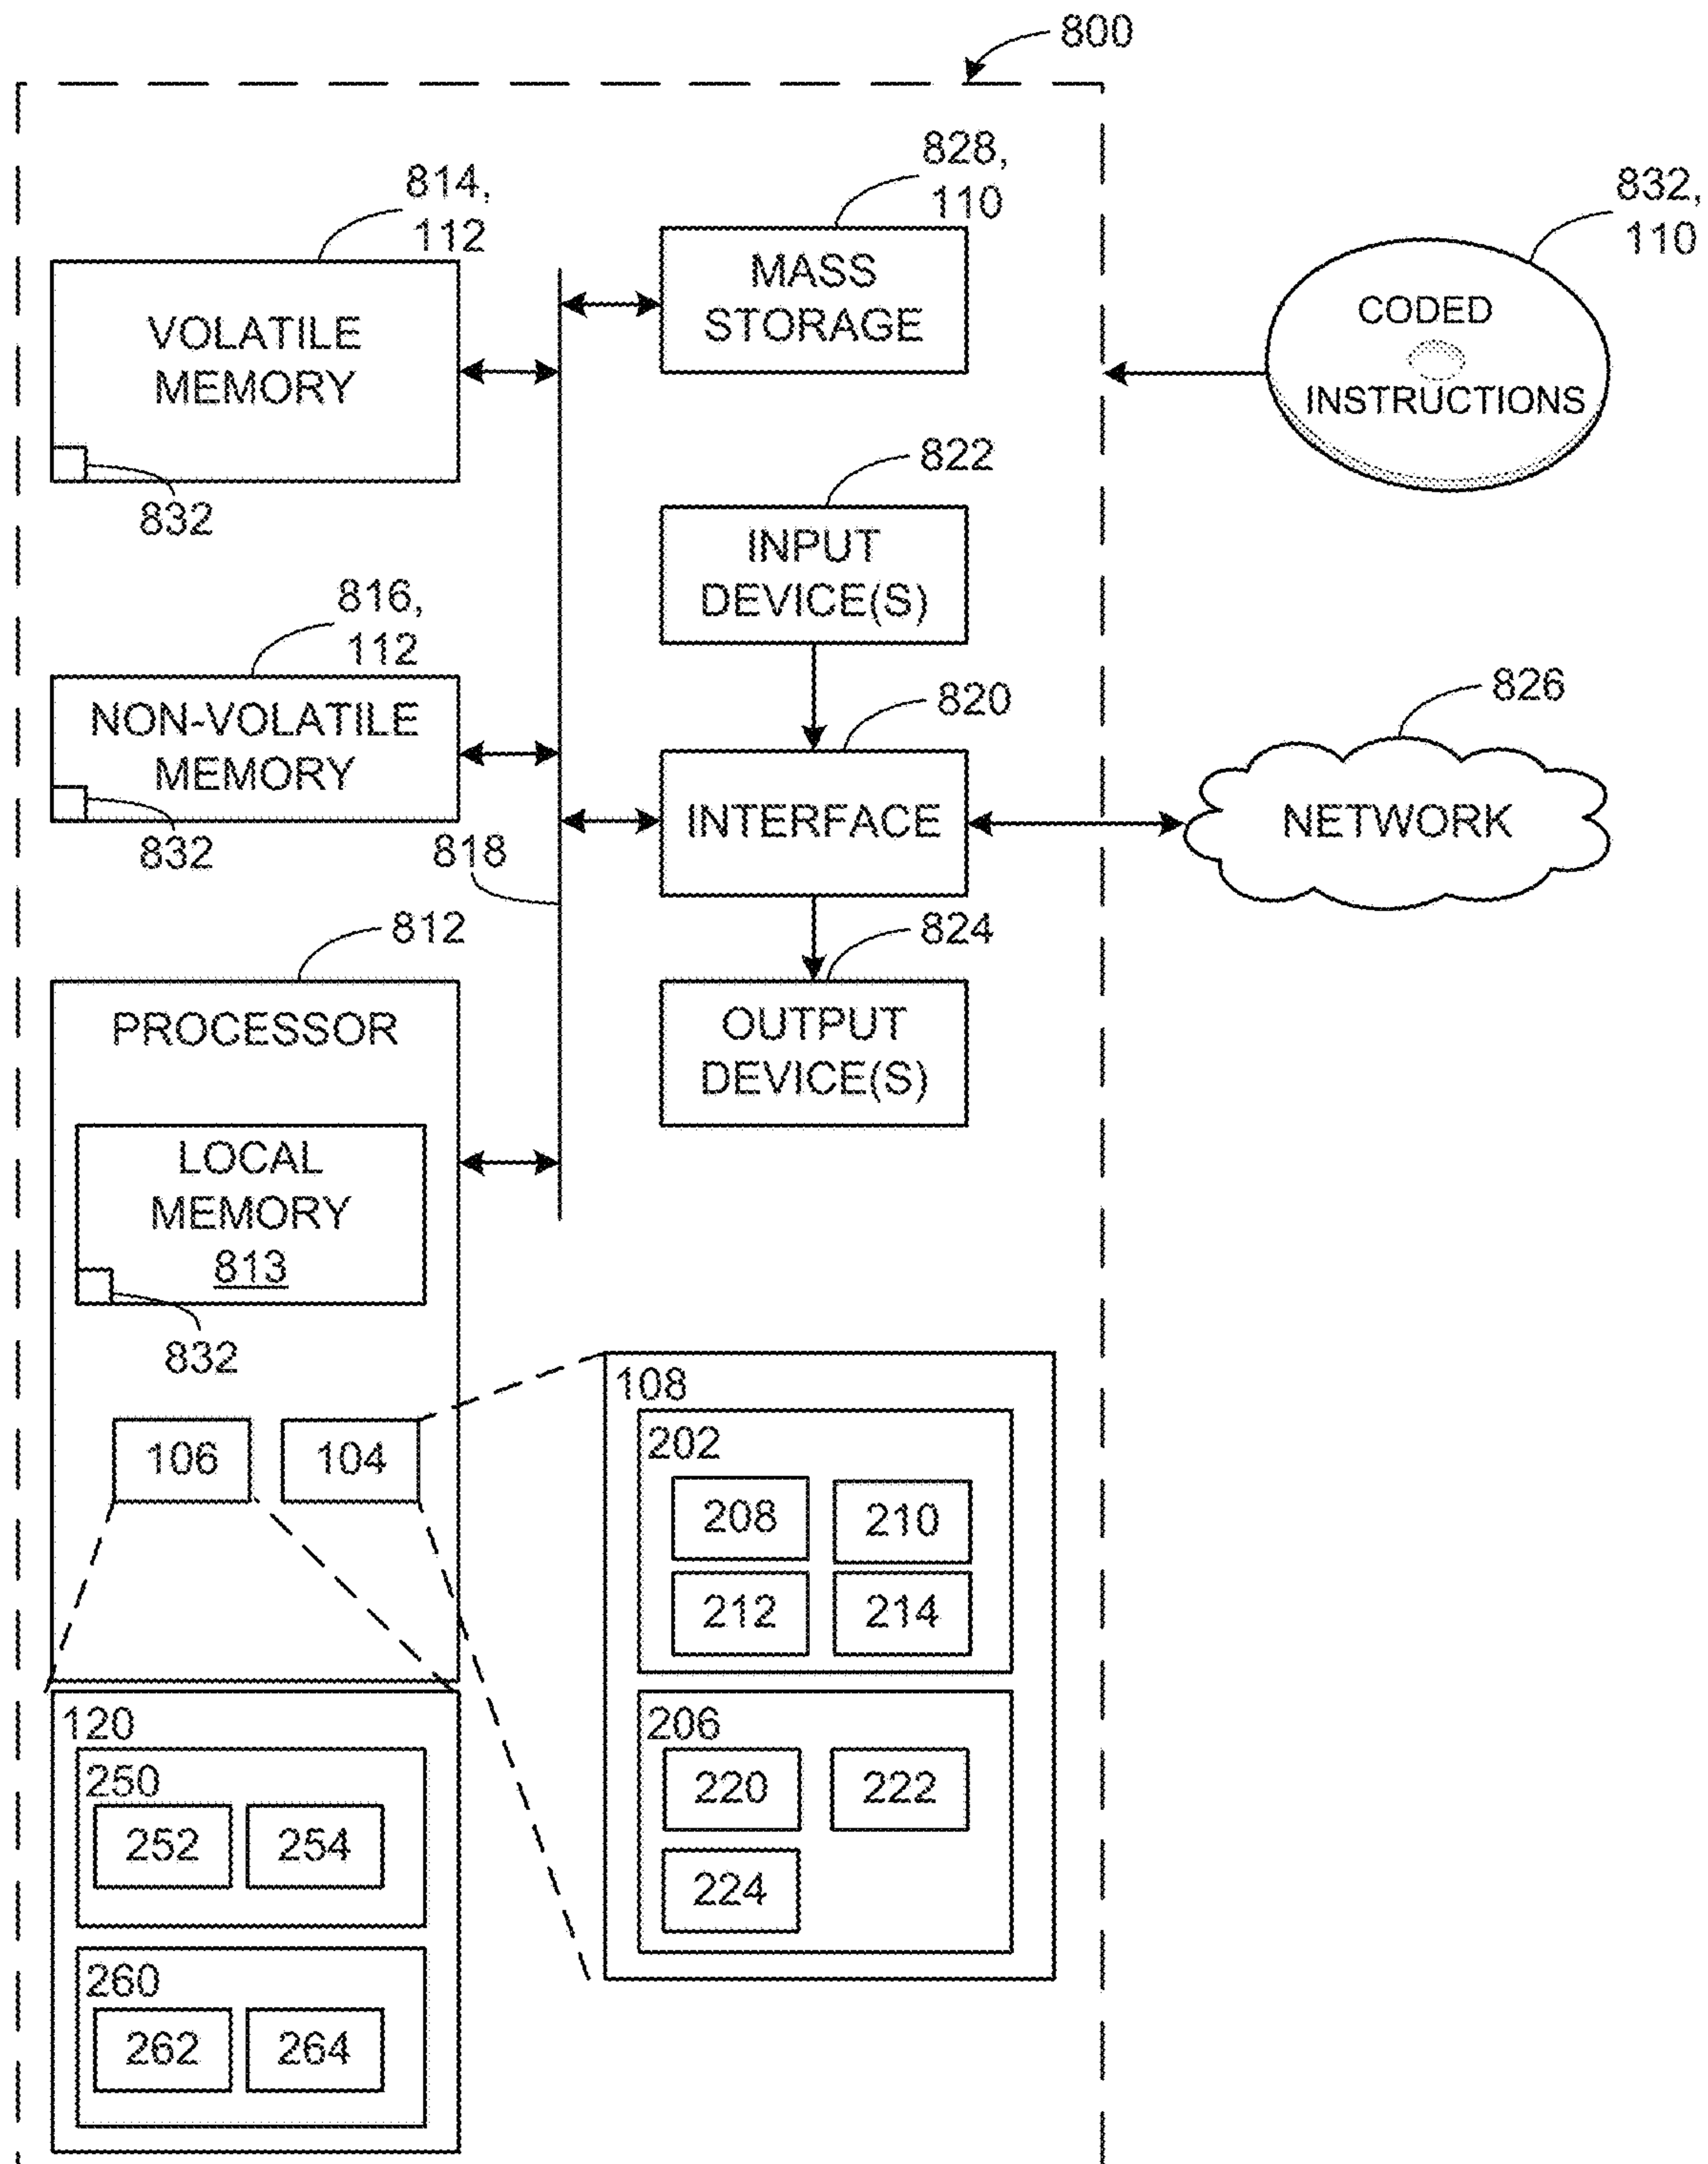 800
814,
112
VOLATILE
MEMORY
832
828,
110
MASS
STORAGE
832,
110
CODED
INSTRUCTIONS
822
INPUT
DEVICE(S)
816,
112
NON-VOLATILE
MEMORY
832
818
820
INTERFACE
826
NETWORK
824
OUTPUT
DEVICE(S)
812
PROCESSOR
LOCAL
MEMORY
813
832
106
104
108
202
208
210
212
214
206
220
222
224
120
250
252
254
260
262
264